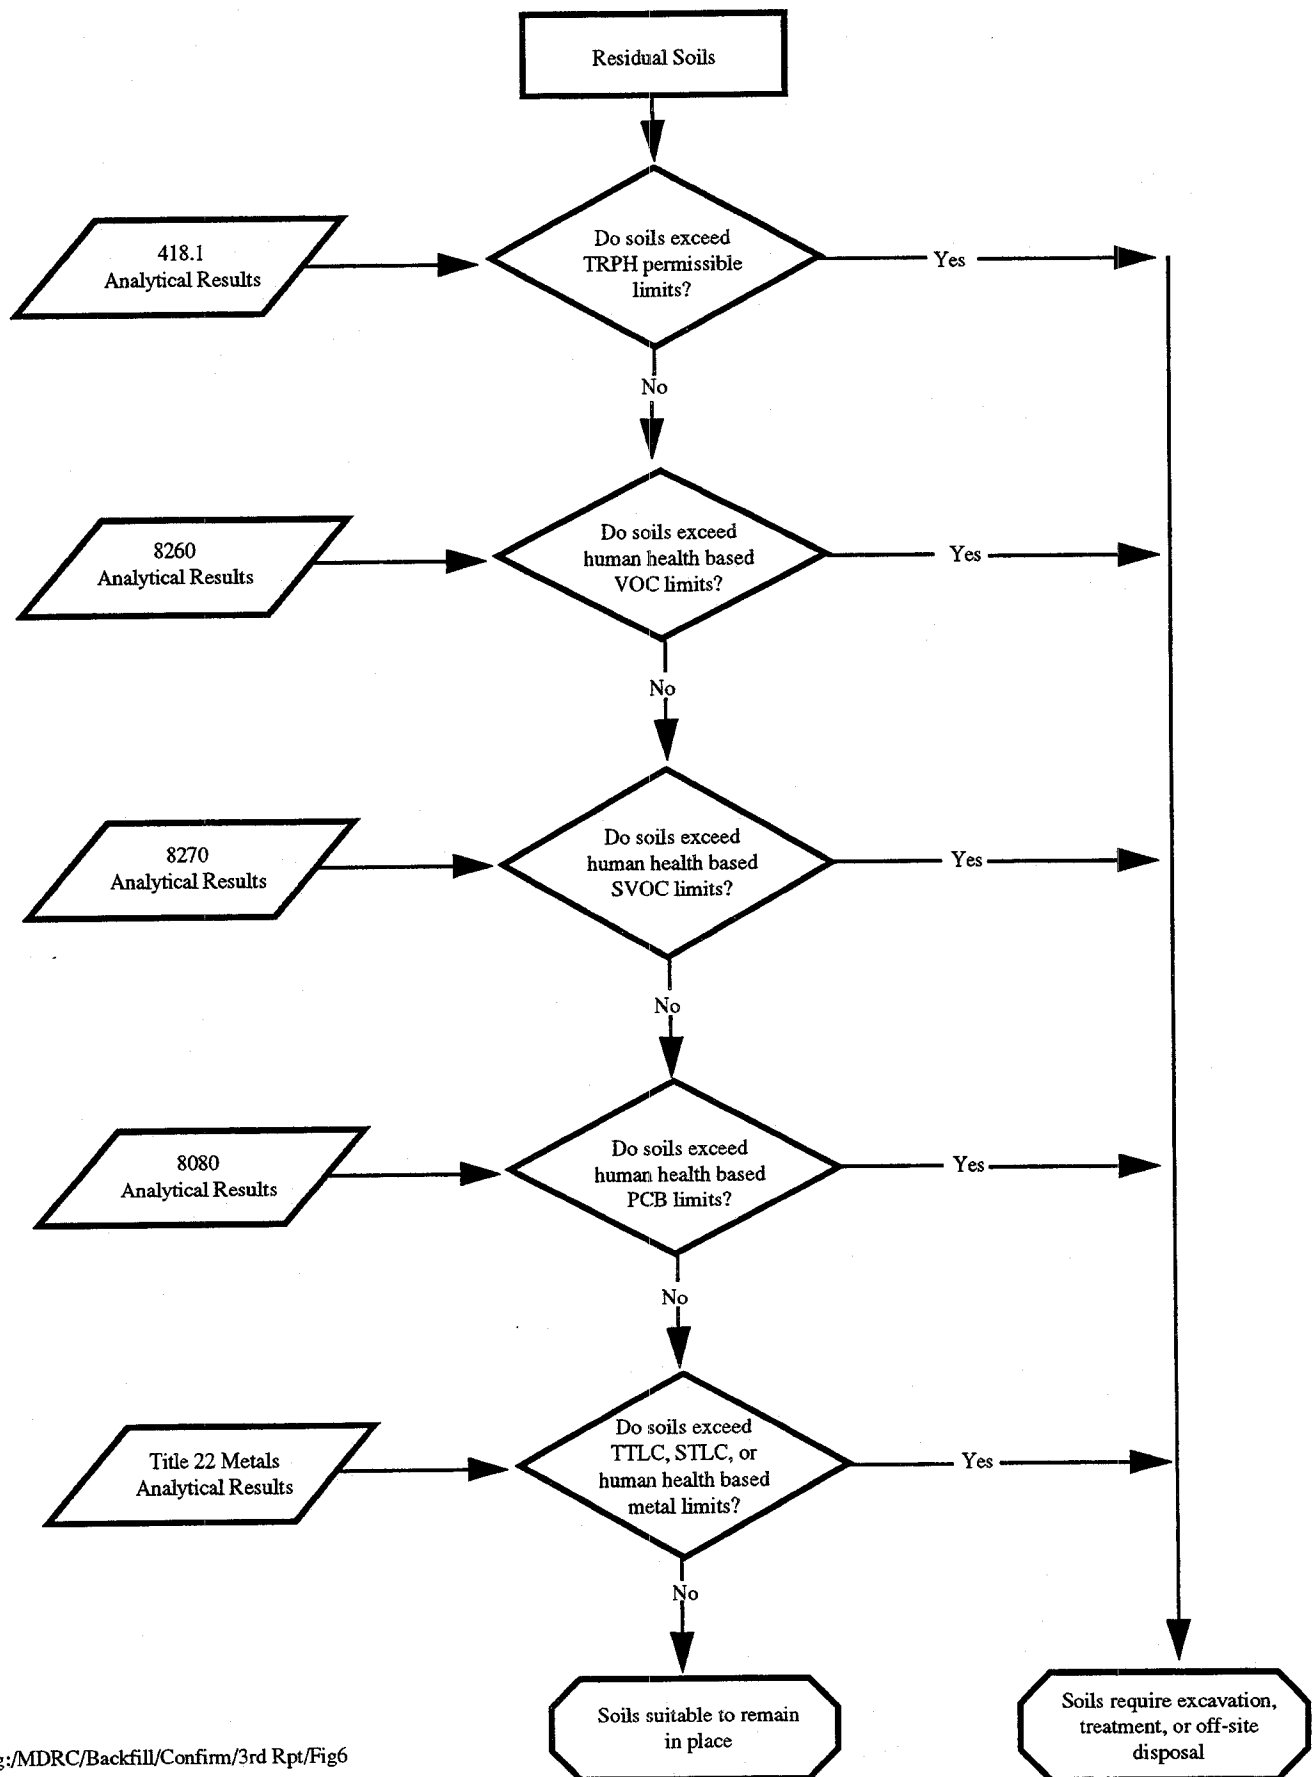 Residual Soils
Do soils exceed
TRPH permissible
limits?
418.1
Analytical Results
Yes
No
Do soils exceed
human health based
VOC limits?
8260
Analytical Results
Yes
No
Do soils exceed
human health based
SVOC limits?
8270
Analytical Results
Yes
No
Do soils exceed
human health based
PCB limits?
8080
Analytical Results
Yes
No
Do soils exceed
TTLC, STLC, or
human health based
metal limits?
Title 22 Metals
Analytical Results
Yes
No
Soils suitable to remain
in place
Soils require excavation,
treatment, or off-site
disposal
g:/MDRC/Backfill/Confirm/3rd Rpt/Fig6